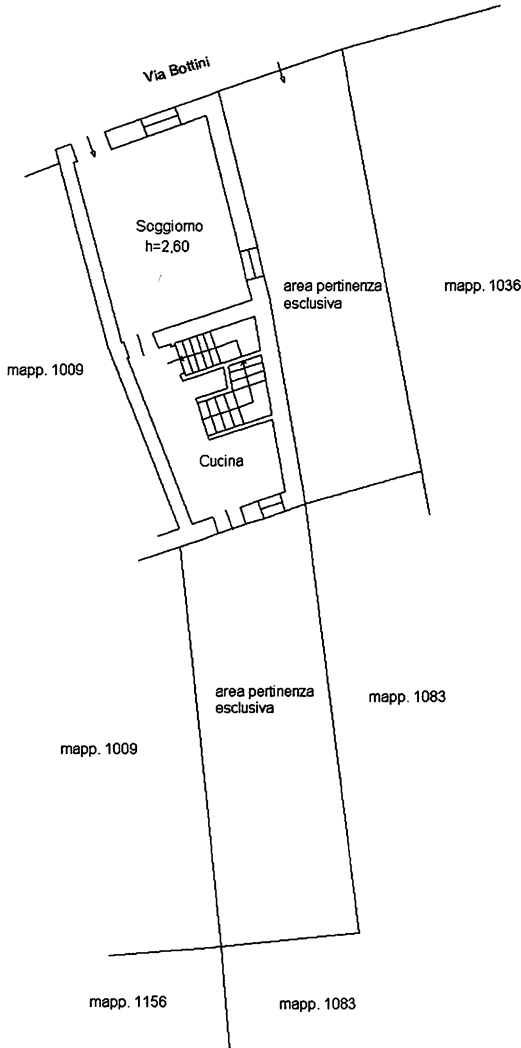 Via Bottini
Soggiorno
h=2,60
area pertinenza
esclusiva
mapp. 1036
mapp. 1009
Cucina
area pertinenza
esclusiva
mapp. 1083
mapp. 1009
mapp. 1156
mapp. 1083